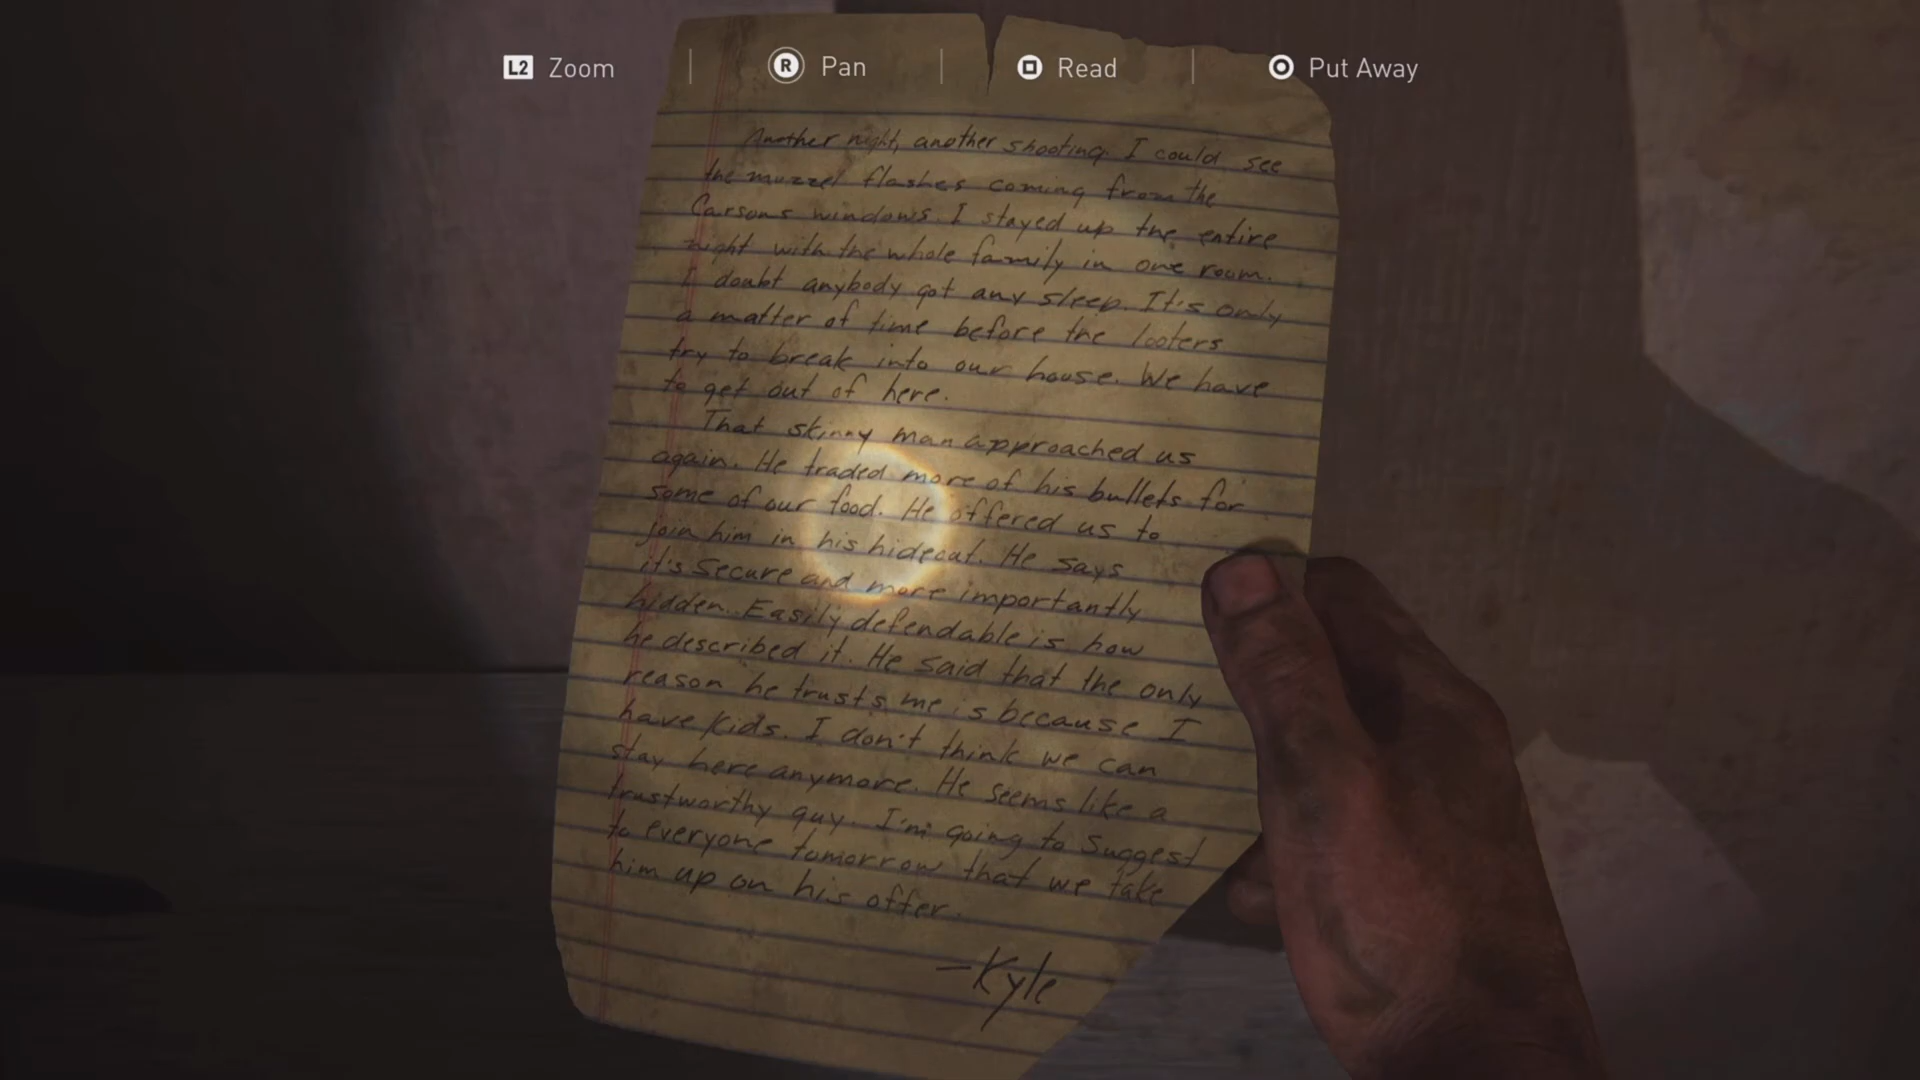 L2 Zoom R Pan Read Put Away
Another night, another shooting. I could see
the muzzel flashes coming from the
Carsons windows. I stayed up the entire
night with the whole family in one room.
I doubt anybody got any sleep. It's only
a matter of time before the looters
try to break into our house. We have
to get out of here.
That skinny man approached us
again. He traded more of his bullets for
some of our food. He offered us to
join him in his hideout. He says
it's secure and more importantly
hidden. Easily defendable is how
he described it. He said that the only
reason he trusts me is because I
have kids. I don't think we can
stay here anymore. He seems like a
trustworthy guy. I'm going to suggest
to everyone tomorrow that we take
him up on his offer.
-Kyle